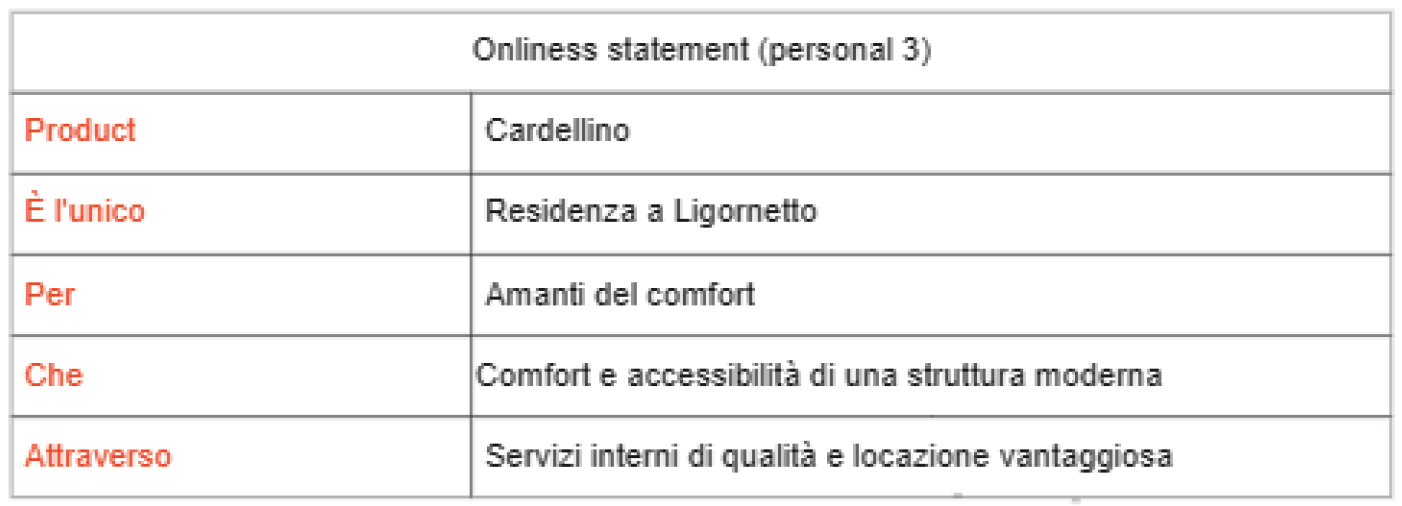 Onliness statement (personal 3)
Product Cardellino
È l'unico Residenza a Ligornetto
Per Amanti del comfort
Che Comfort e accessibilità di una struttura moderna
Attraverso Servizi interni di qualità e locazione vantaggiosa